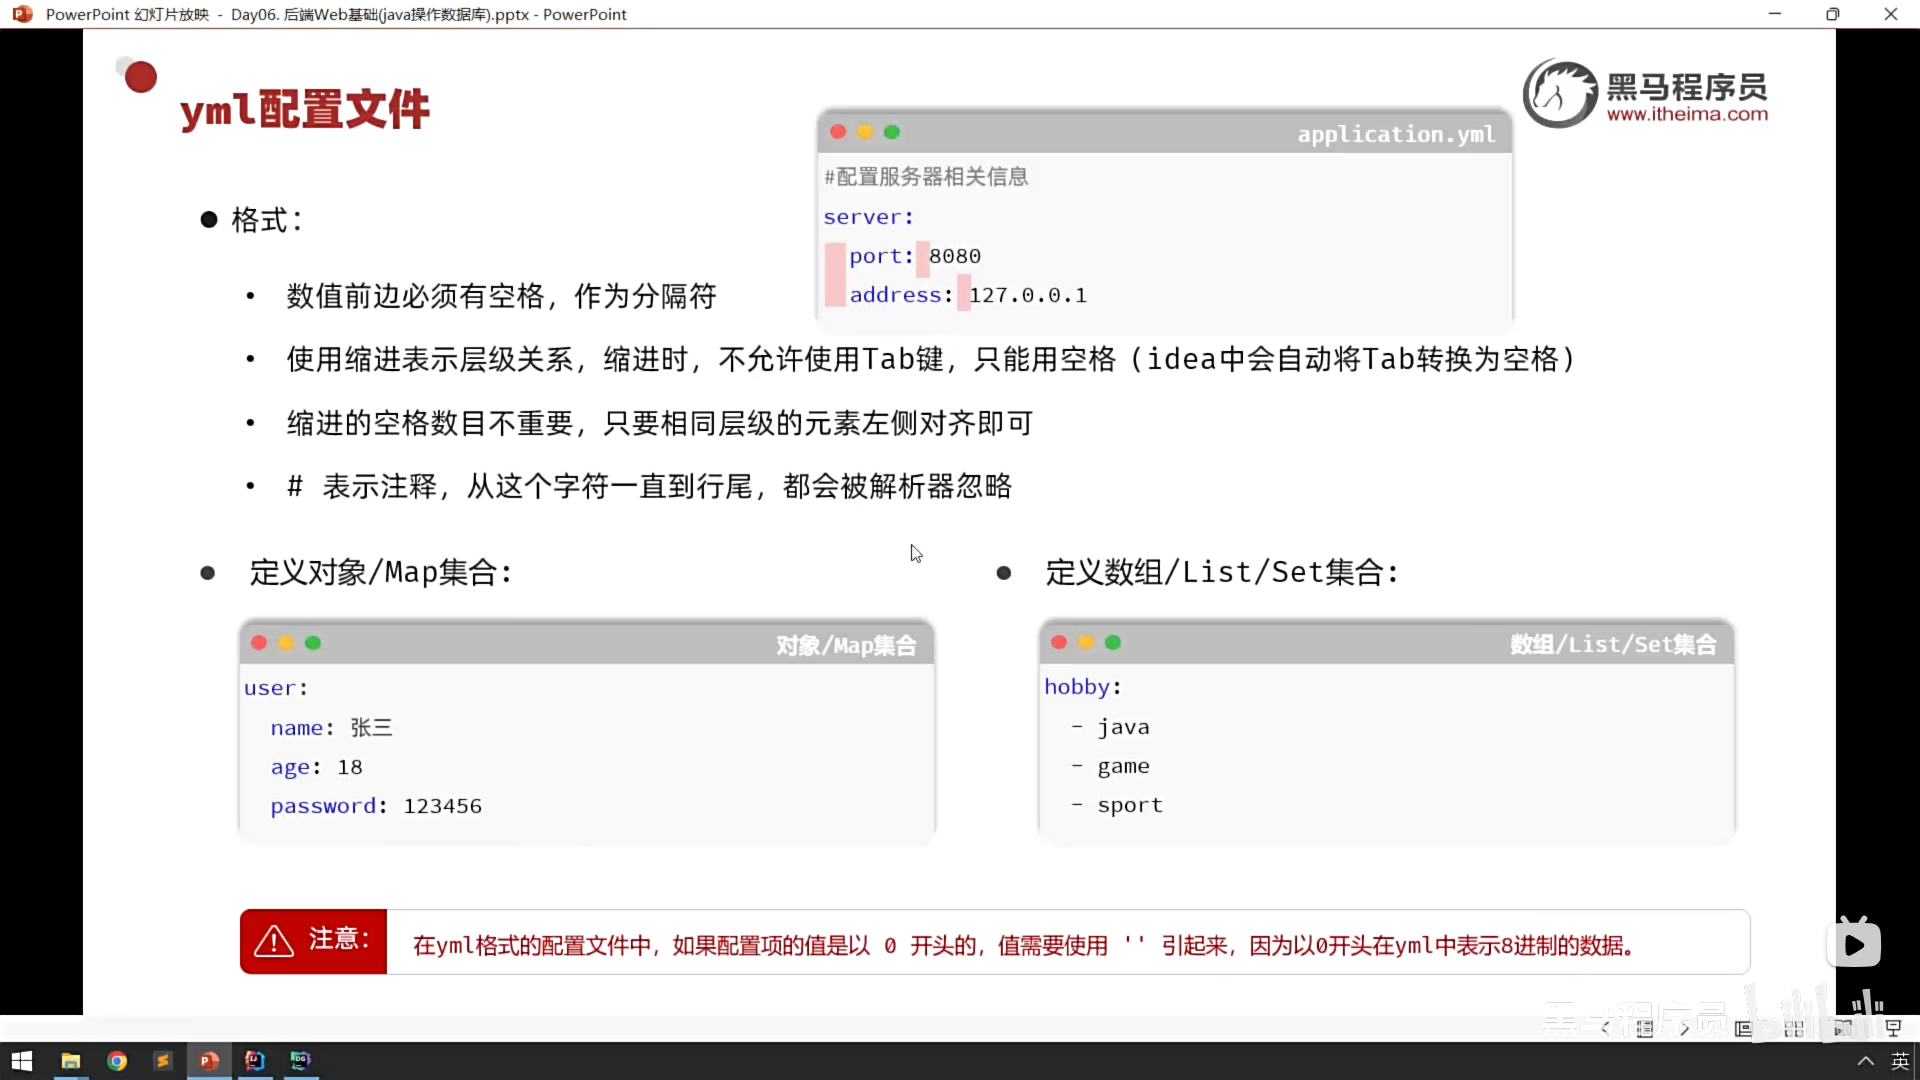 PowerPoint 幻灯片放映 - Day06. 后端Web基础(java操作数据库).pptx - PowerPoint
yml配置文件
黑马程序员
www.itheima.com
application.yml
#配置服务器相关信息
server:
port: 8080
address: 127.0.0.1
● 格式：
• 数值前边必须有空格，作为分隔符
• 使用缩进表示层级关系，缩进时，不允许使用Tab键，只能用空格（idea中会自动将Tab转换为空格）
• 缩进的空格数目不重要，只要相同层级的元素左侧对齐即可
• # 表示注释，从这个字符一直到行尾，都会被解析器忽略
● 定义对象/Map集合：
对象/Map集合
user:
name: 张三
age: 18
password: 123456
● 定义数组/List/Set集合：
数组/List/Set集合
hobby:
- java
- game
- sport
注意：
在yml格式的配置文件中，如果配置项的值是以 0 开头的，值需要使用 '' 引起来，因为以0开头在yml中表示8进制的数据。
黑马程序员
bilibili
英